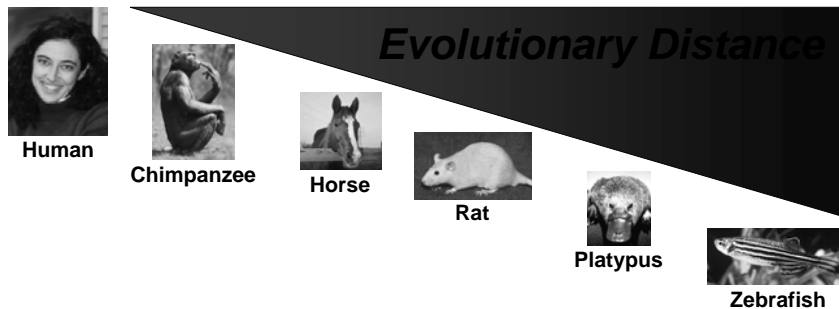 Evolutionary Distance
Human
Chimpanzee
Horse
Rat
Platypus
Zebrafish